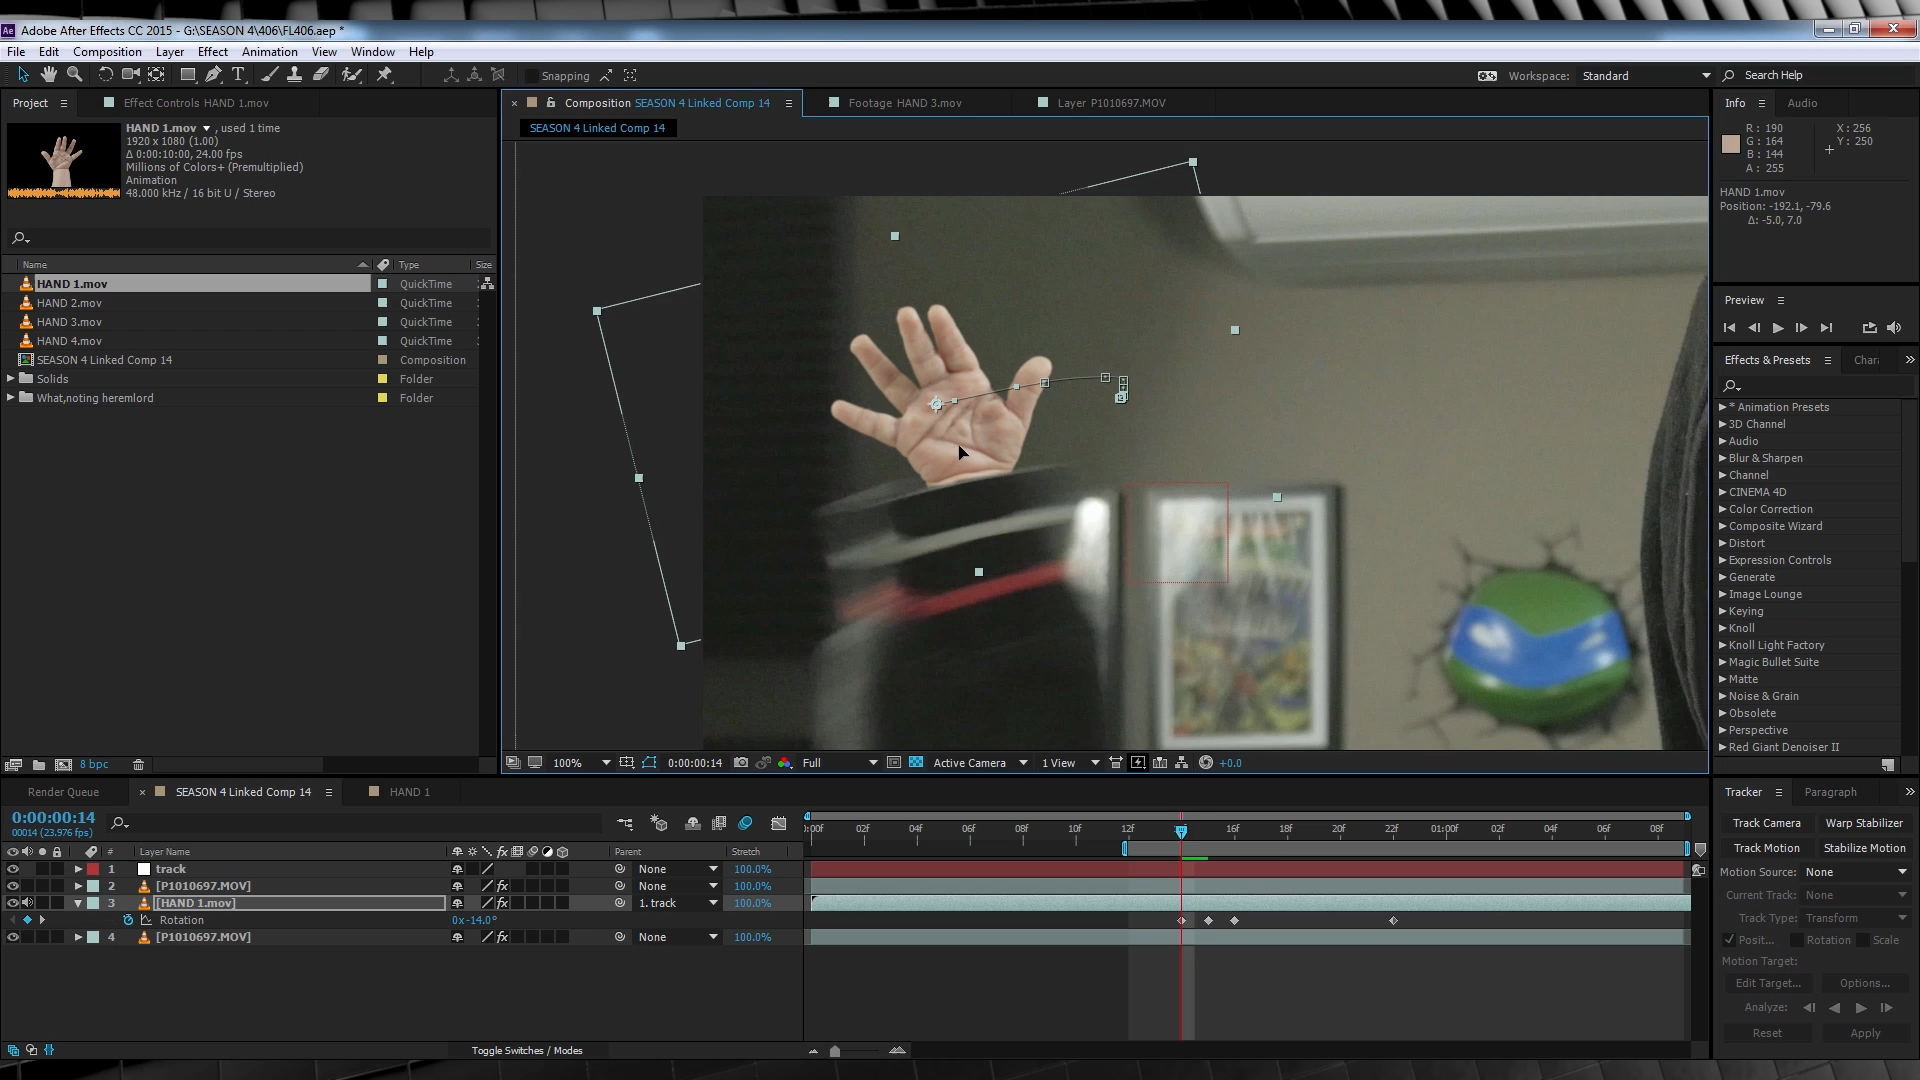 Adobe After Effects CC 2015 - G:\SEASON 4\406\FL406.aep *
File Edit Composition Layer Effect Animation View Window Help
Snapping
Workspace: Standard
Search Help
Project
Effect Controls HAND 1.mov
HAND 1.mov , used 1 time
1920 x 1080 (1.00)
Δ 0:00:10:00, 24.00 fps
Millions of Colors+ (Premultiplied)
Animation
48.000 kHz / 16 bit U / Stereo
Name Type Size
HAND 1.mov QuickTime
HAND 2.mov QuickTime
HAND 3.mov QuickTime
HAND 4.mov QuickTime
SEASON 4 Linked Comp 14 Composition
Solids Folder
What,noting heremlord Folder
8 bpc
Composition SEASON 4 Linked Comp 14
Footage HAND 3.mov
Layer P1010697.MOV
SEASON 4 Linked Comp 14
100% 0:00:00:14 Full Active Camera 1 View +0.0
Info Audio
R : 190 X : 256
G : 164 Y : 250
B : 144
A : 255
HAND 1.mov
Position: -192.1, -79.6
Δ: -5.0, 7.0
Preview
Effects & Presets Chara
* Animation Presets
3D Channel
Audio
Blur & Sharpen
Channel
CINEMA 4D
Color Correction
Composite Wizard
Distort
Expression Controls
Generate
Image Lounge
Keying
Knoll
Knoll Light Factory
Magic Bullet Suite
Matte
Noise & Grain
Obsolete
Perspective
Red Giant Denoiser II
Render Queue
SEASON 4 Linked Comp 14
HAND 1
0:00:00:14
00014 (23.976 fps)
# Layer Name fx Parent Stretch
1 track None 100.0%
2 [P1010697.MOV] fx None 100.0%
3 [HAND 1.mov] fx 1. track 100.0%
Rotation 0x-14.0°
4 [P1010697.MOV] fx None 100.0%
Toggle Switches / Modes
02f 04f 06f 08f 10f 12f 16f 18f 20f 22f 01:00f 02f 04f 06f 08f
Tracker Paragraph
Track Camera Warp Stabilizer
Track Motion Stabilize Motion
Motion Source: None
Current Track: None
Track Type: Transform
Posit... Rotation Scale
Motion Target:
Edit Target... Options...
Analyze:
Reset Apply